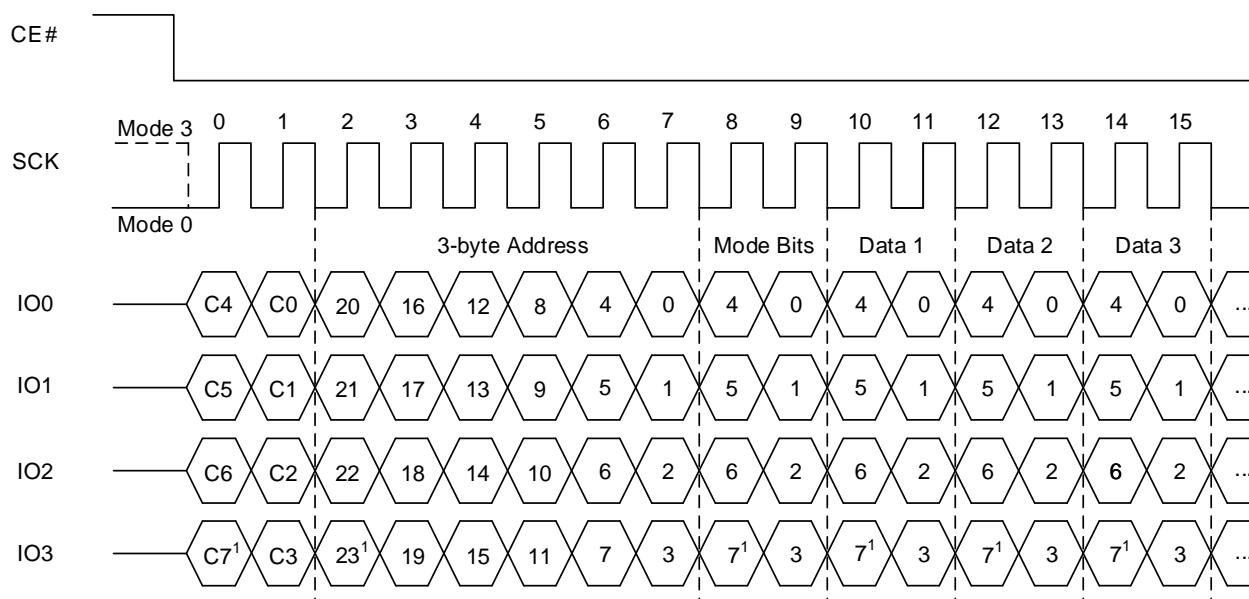 CE#
Mode 3 0 1 2 3 4 5 6 7 8 9 10 11 12 13 14 15
SCK
Mode 0
3-byte Address Mode Bits Data 1 Data 2 Data 3
IO0 C4 C0 20 16 12 8 4 0 4 0 4 0 4 0 4 0 ...
IO1 C5 C1 21 17 13 9 5 1 5 1 5 1 5 1 5 1 ...
IO2 C6 C2 22 18 14 10 6 2 6 2 6 2 6 2 6 2 ...
IO3 C7¹ C3 23¹ 19 15 11 7 3 7¹ 3 7¹ 3 7¹ 3 7¹ 3 ...